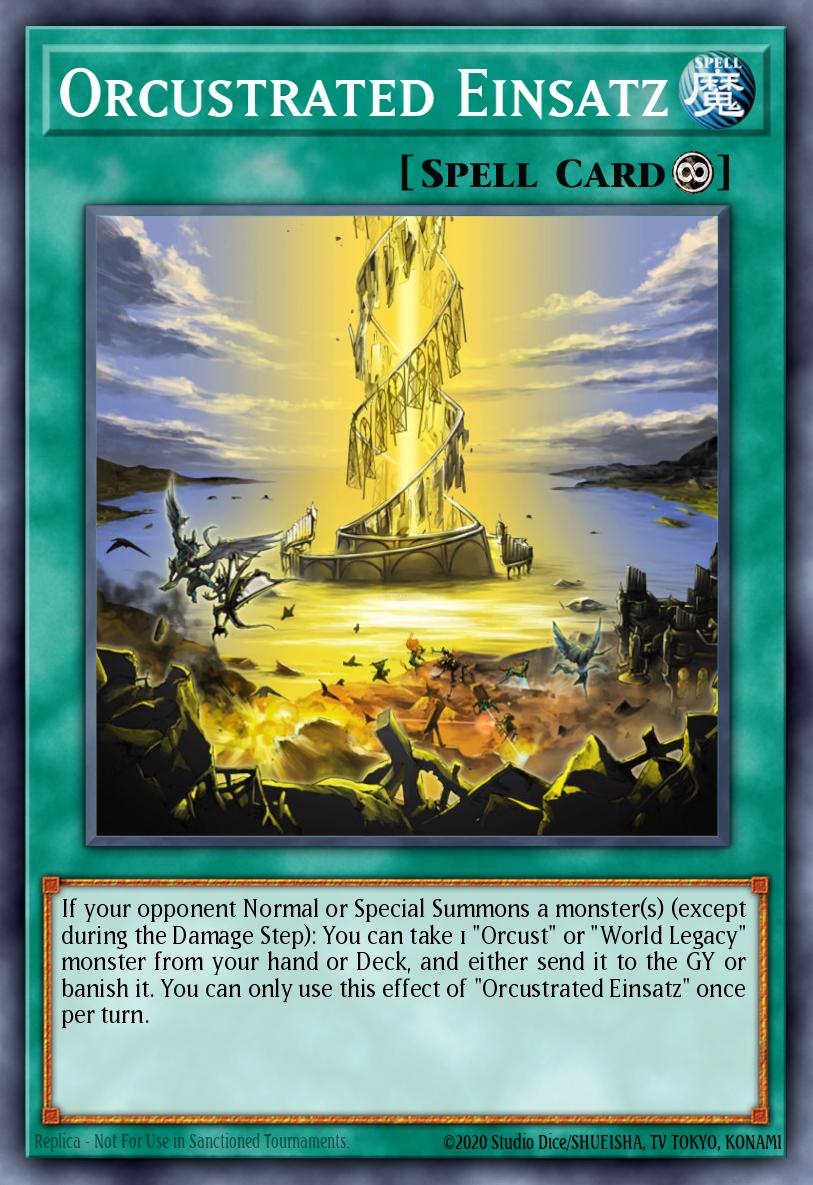 Orcustrated Einsatz
SPELL
魔
[Spell Card]
If your opponent Normal or Special Summons a monster(s) (except
during the Damage Step): You can take 1 "Orcust" or "World Legacy"
monster from your hand or Deck, and either send it to the GY or
banish it. You can only use this effect of "Orcustrated Einsatz" once
per turn.
Replica - Not For Use in Sanctioned Tournaments.
©2020 Studio Dice/SHUEISHA, TV TOKYO, KONAMI